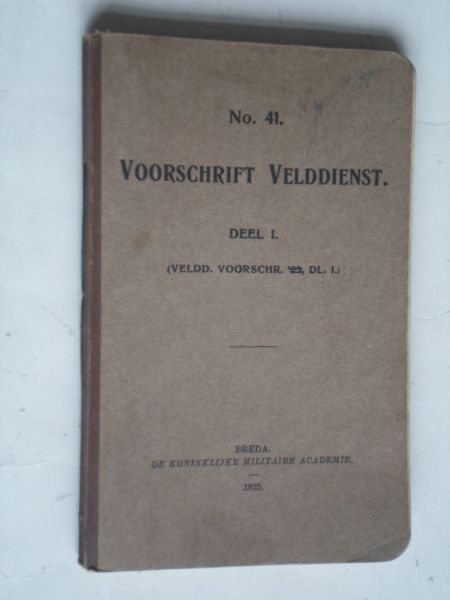 No. 41.
VOORSCHRIFT VELDDIENST.
DEEL I.
(VELDD. VOORSCHR. '25, DL. I.)
BREDA.
DE KONINKLIJKE MILITAIRE ACADEMIE.
1925.